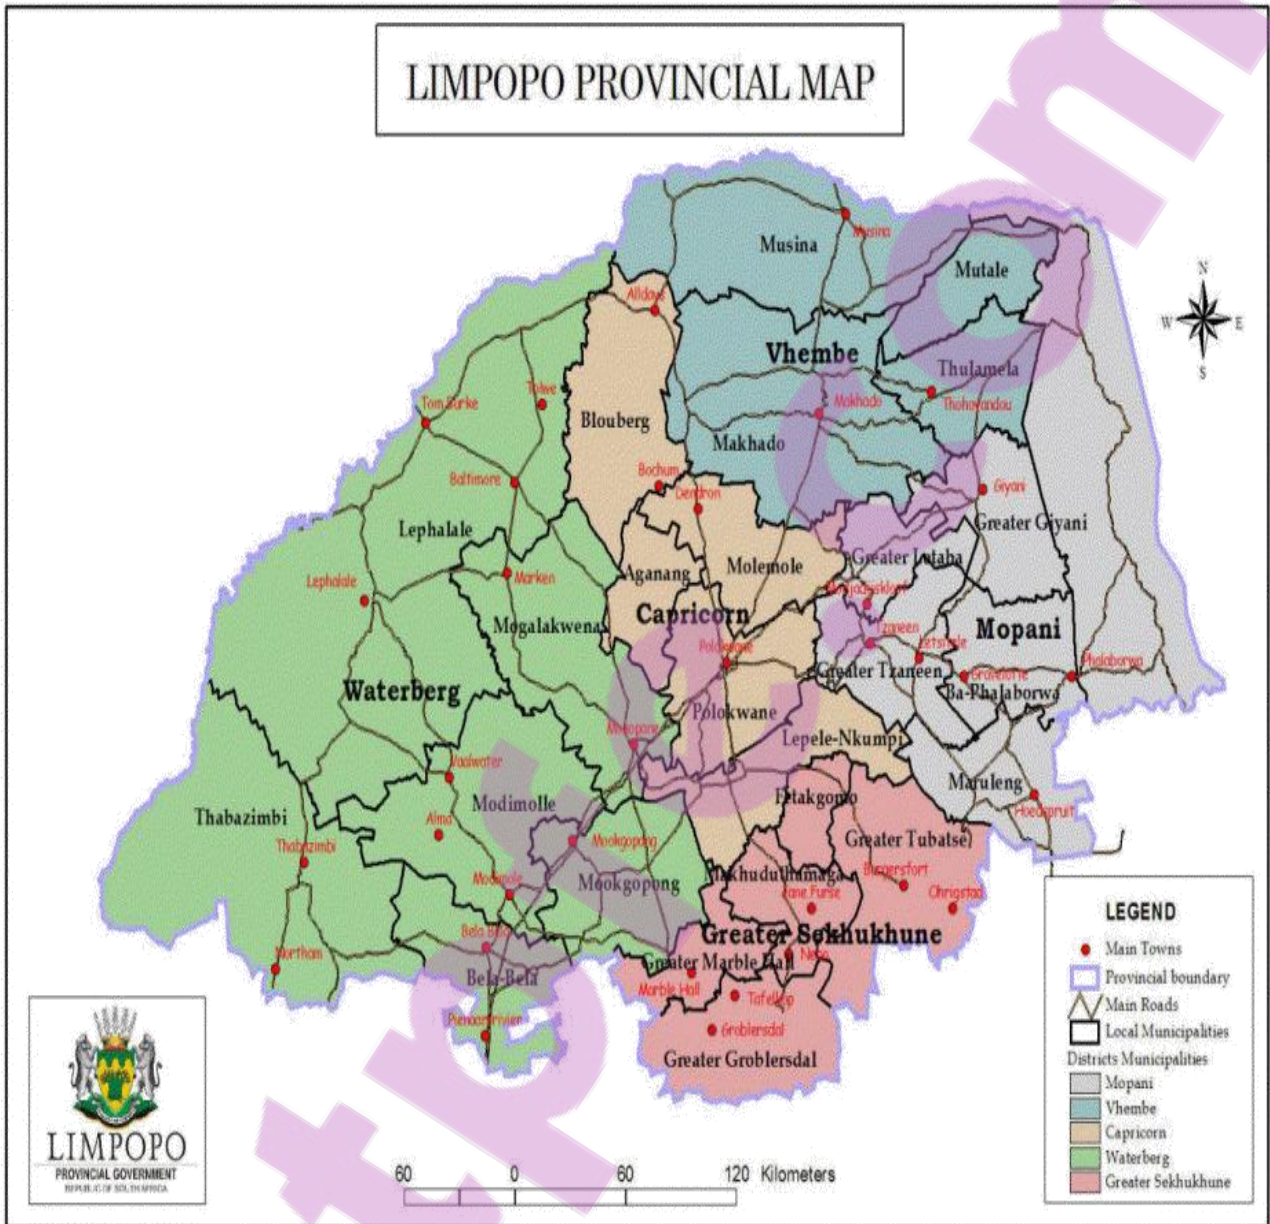 LIMPOPO PROVINCIAL MAP
Musina
Musina
Mutale
N
W E
S
Alldays
Vhembe
Thulamela
Tolwe
Tom Burke
Makhado
Thohoyandou
Blouberg
Makhado
Bochum
Baltimore
Dendron
Giyani
Lephalale
Greater Giyani
Greater Letaba
Molemole
Aganang
Marken
Lephalale
Modjadjiskloof
Capricorn
Mogalakwena
Tzaneen
Mopani
Polokwane
Letsitele
Phalaborwa
Greater Tzaneen
Gravelotte
Ba-Phalaborwa
Waterberg
Polokwane
Mokopane
Lepele-Nkumpi
Vaalwater
Maruleng
Modimolle
Fetakgomo
Hoedspruit
Thabazimbi
Alma
Greater Tubatse
Thabazimbi
Mookgopong
Makhuduthamaga
Burgersfort
Modimole
Mookgopong
Jane Furse
Ohrigstad
Bela Bela
Greater Sekhukhune
Northam
Nebo
Greater Marble Hall
Bela-Bela
Marble Hall
Tafelkop
Groblersdal
Greater Groblersdal
LEGEND
Main Towns
Provincial boundary
Main Roads
Local Municipalities
Districts Municipalities
Mopani
Vhembe
Capricorn
Waterberg
Greater Sekhukhune
LIMPOPO
PROVINCIAL GOVERNMENT
REPUBLIC OF SOUTH AFRICA
60 0 60 120 Kilometers